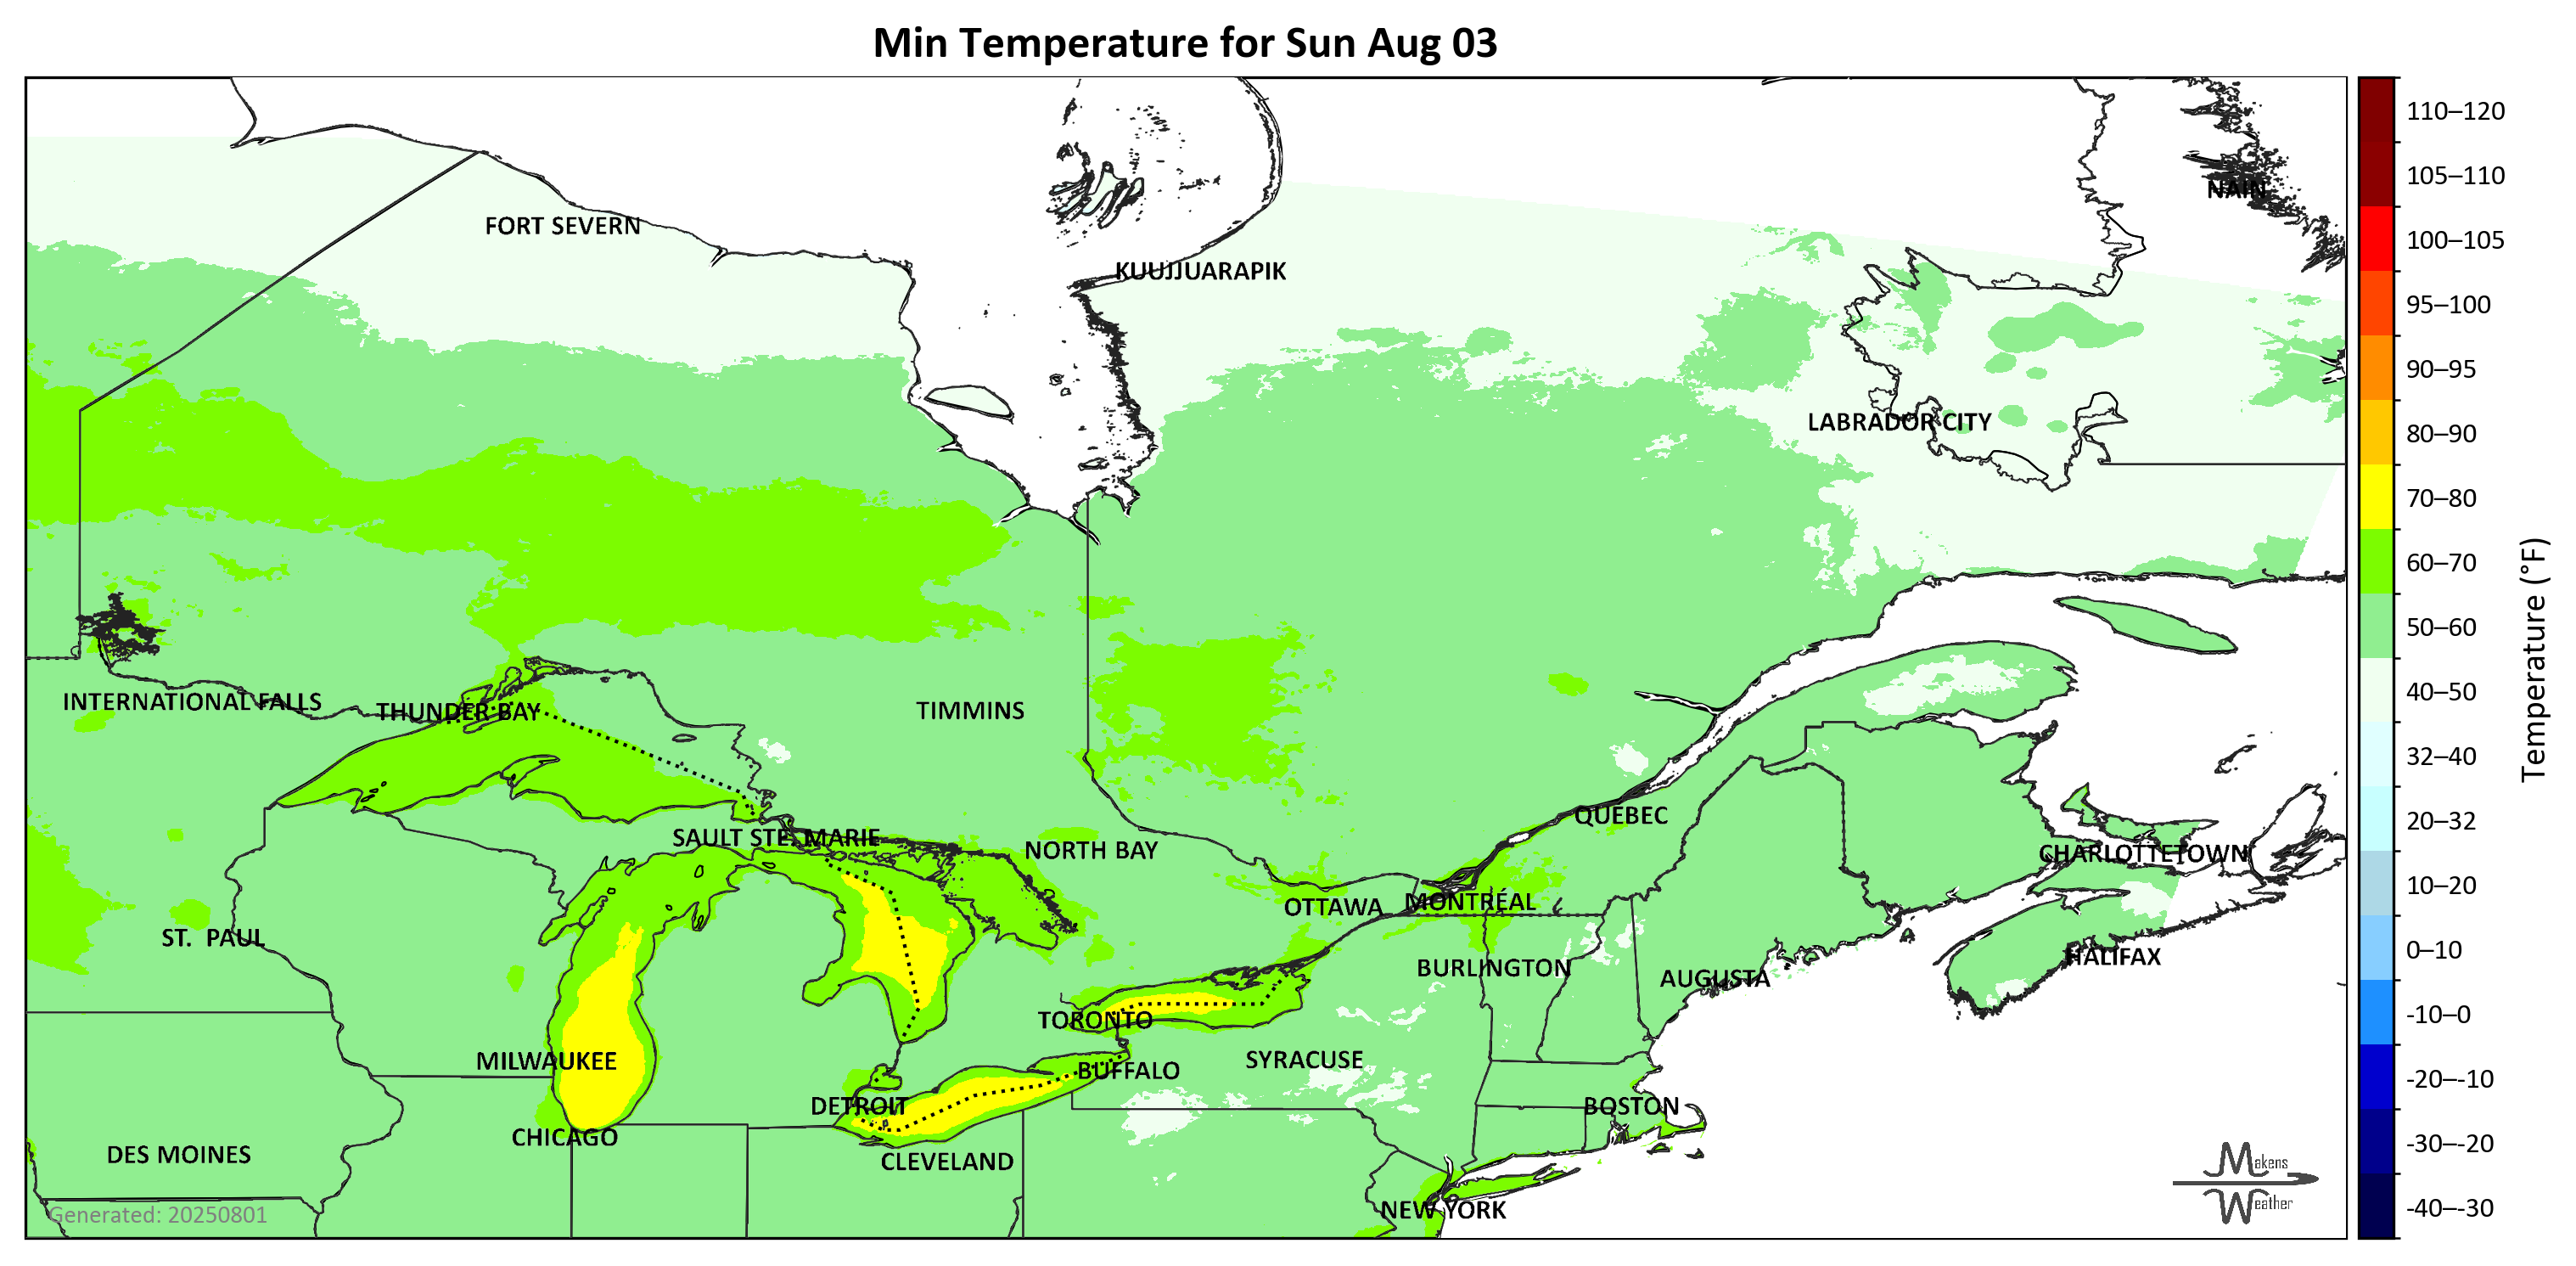 Min Temperature for Sun Aug 03
NAIN
FORT SEVERN
KUUJJUARAPIK
LABRADOR CITY
INTERNATIONAL FALLS
THUNDER BAY
TIMMINS
QUÉBEC
SAULT STE. MARIE
NORTH BAY
CHARLOTTETOWN
OTTAWA
MONTRÉAL
ST. PAUL
HALIFAX
BURLINGTON
AUGUSTA
TORONTO
MILWAUKEE
SYRACUSE
BUFFALO
DETROIT
BOSTON
CHICAGO
DES MOINES
CLEVELAND
NEW YORK
Generated: 20250801
Makens
Weather
110–120
105–110
100–105
95–100
90–95
80–90
70–80
60–70
50–60
40–50
32–40
20–32
10–20
0–10
-10–0
-20–-10
-30–-20
-40–-30
Temperature (°F)